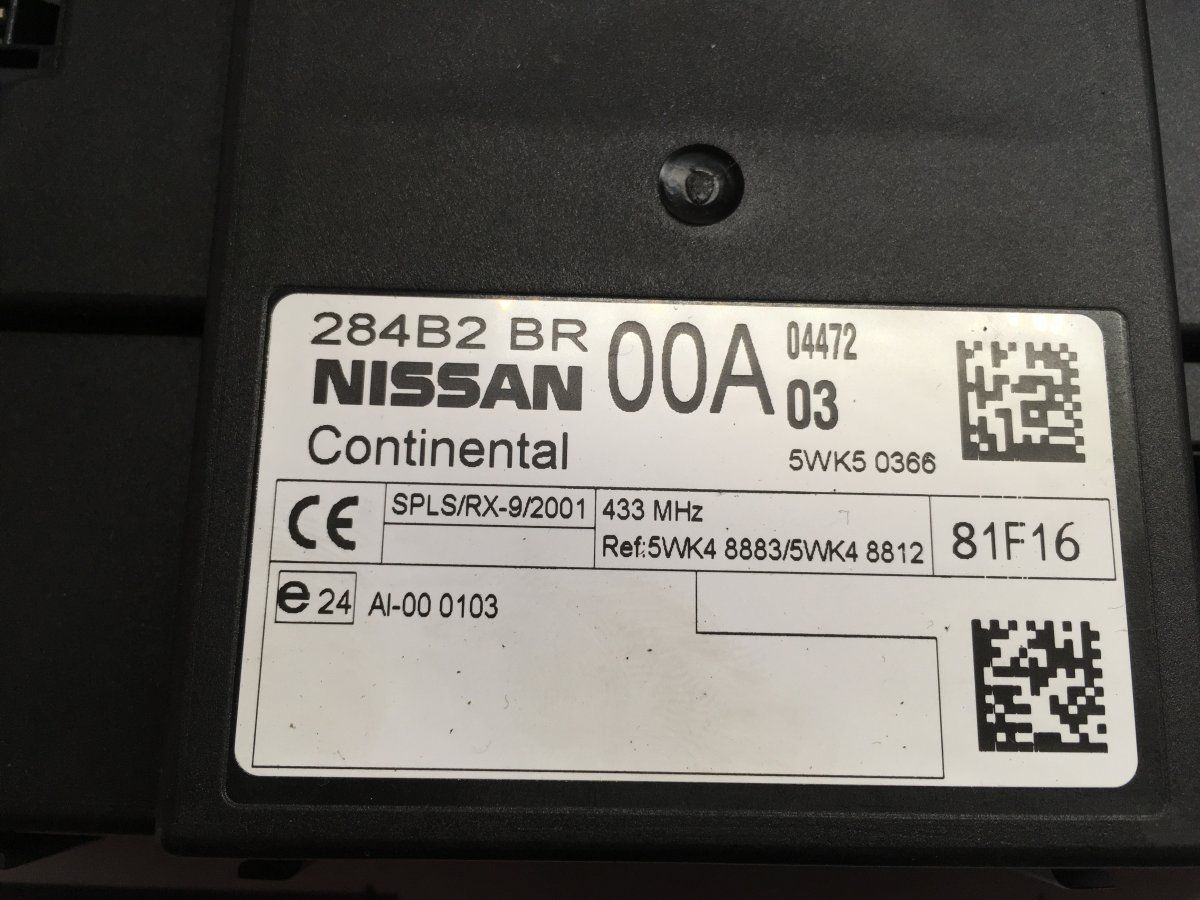 284B2 BR 00A 04472
NISSAN 03
Continental 5WK5 0366
CE SPLS/RX-9/2001 433 MHz 81F16
Ref:5WK4 8883/5WK4 8812
e 24 AI-00 0103